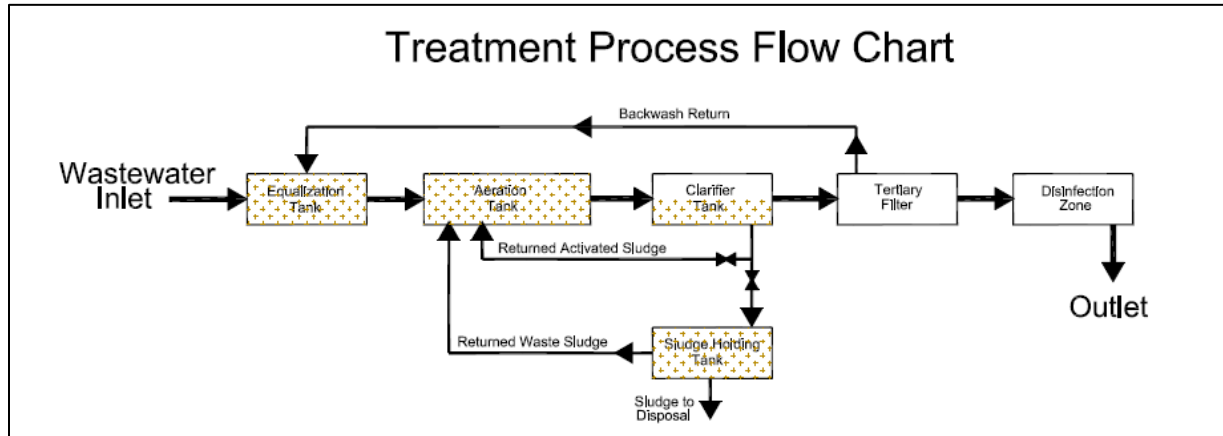 Treatment Process Flow Chart
Backwash Return
Wastewater
Inlet
Equalization
Tank
Aeration
Tank
Clarifier
Tank
Tertiary
Filter
Disinfection
Zone
Returned Activated Sludge
Outlet
Returned Waste Sludge
Sludge Holding
Tank
Sludge to
Disposal